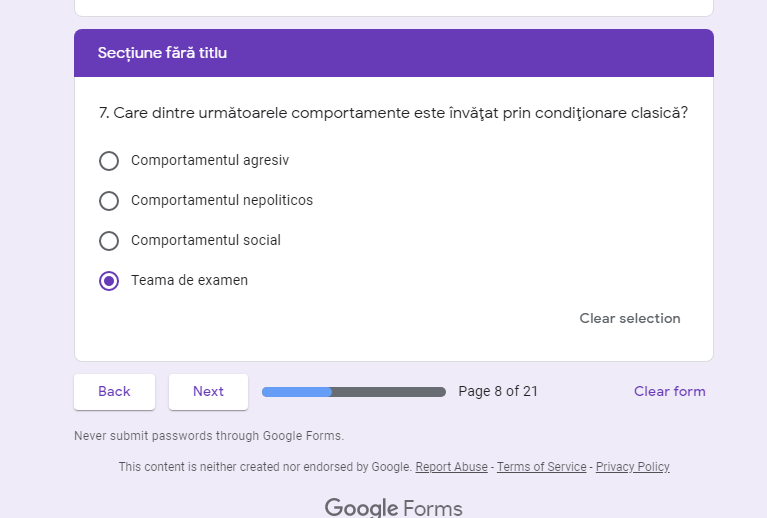 Secțiune fără titlu
7. Care dintre următoarele comportamente este învăţat prin condiţionare clasică?
Comportamentul agresiv
Comportamentul nepoliticos
Comportamentul social
Teama de examen
Clear selection
Back
Next
Page 8 of 21
Clear form
Never submit passwords through Google Forms.
This content is neither created nor endorsed by Google. Report Abuse - Terms of Service - Privacy Policy
Google Forms